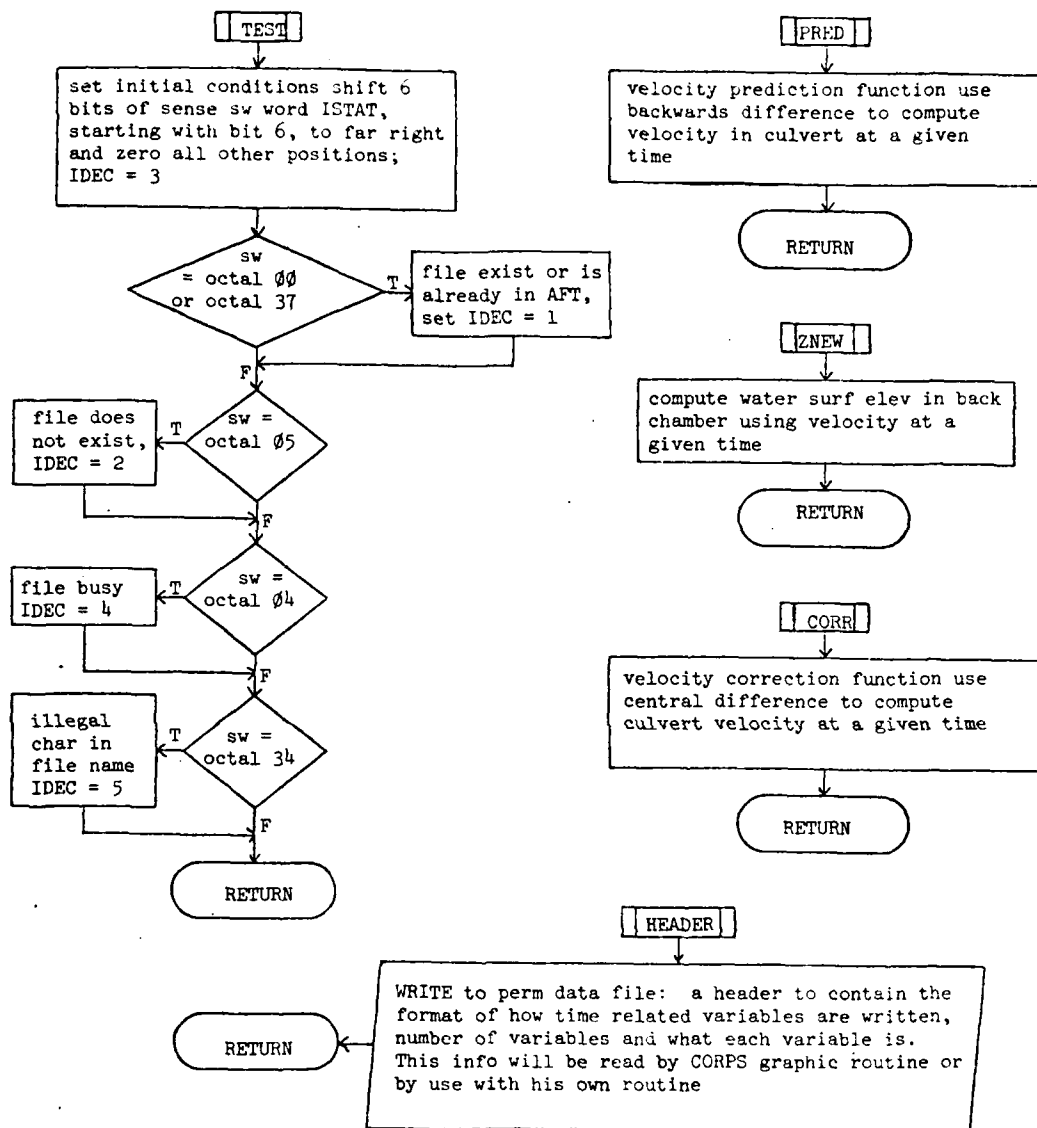 TEST
set initial conditions shift 6
bits of sense sw word ISTAT,
starting with bit 6, to far right
and zero all other positions;
IDEC = 3
sw
= octal ØØ
or octal 37
T
file exist or is
already in AFT,
set IDEC = 1
F
sw =
octal Ø5
T
file does
not exist,
IDEC = 2
F
sw =
octal Ø4
T
file busy
IDEC = 4
F
sw =
octal 34
T
illegal
char in
file name
IDEC = 5
F
RETURN
PRED
velocity prediction function use
backwards difference to compute
velocity in culvert at a given
time
RETURN
ZNEW
compute water surf elev in back
chamber using velocity at a
given time
RETURN
CORR
velocity correction function use
central difference to compute
culvert velocity at a given time
RETURN
HEADER
WRITE to perm data file: a header to contain the
format of how time related variables are written,
number of variables and what each variable is.
This info will be read by CORPS graphic routine or
by use with his own routine
RETURN